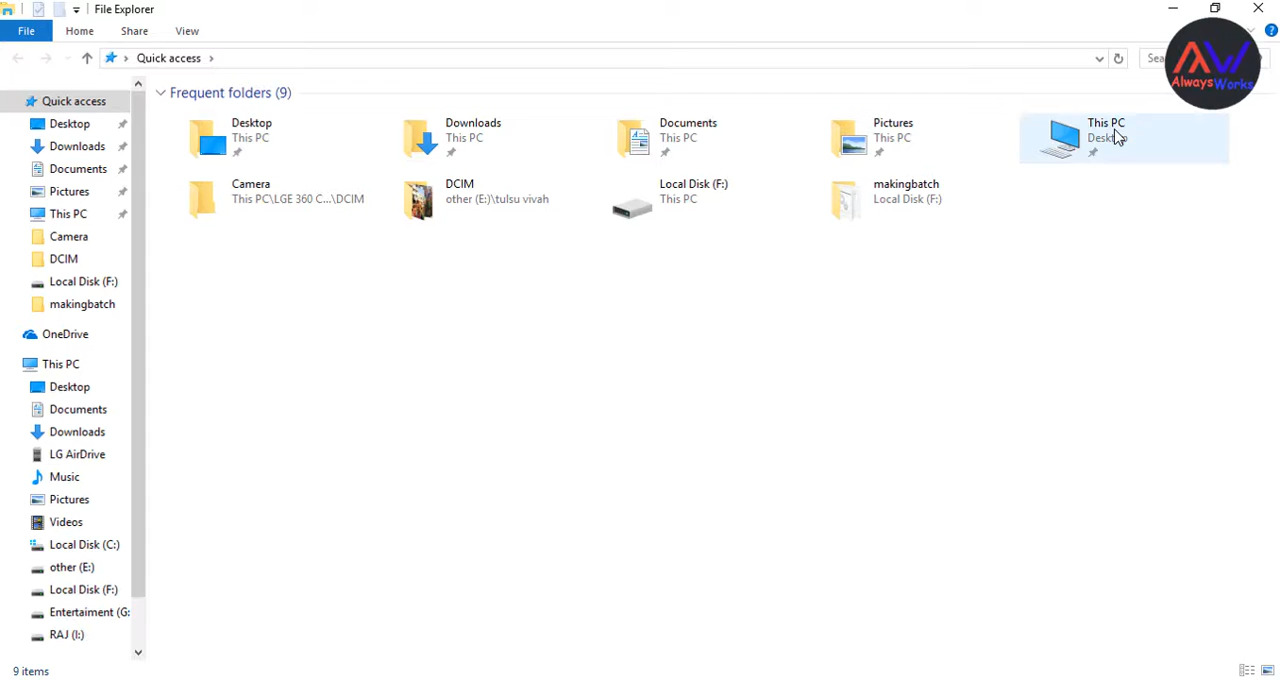 File Explorer
File
Home
Share
View
Quick access
Sea
AW
AlwaysWorks
Quick access
Desktop
Downloads
Documents
Pictures
This PC
Camera
DCIM
Local Disk (F:)
makingbatch
OneDrive
This PC
Desktop
Documents
Downloads
LG AirDrive
Music
Pictures
Videos
Local Disk (C:)
other (E:)
Local Disk (F:)
Entertaiment (G:
RAJ (I:)
Frequent folders (9)
Desktop
This PC
Downloads
This PC
Documents
This PC
Pictures
This PC
This PC
Desktop
Camera
This PC\LGE 360 C...\DCIM
DCIM
other (E:)\tulsu vivah
Local Disk (F:)
This PC
makingbatch
Local Disk (F:)
9 items